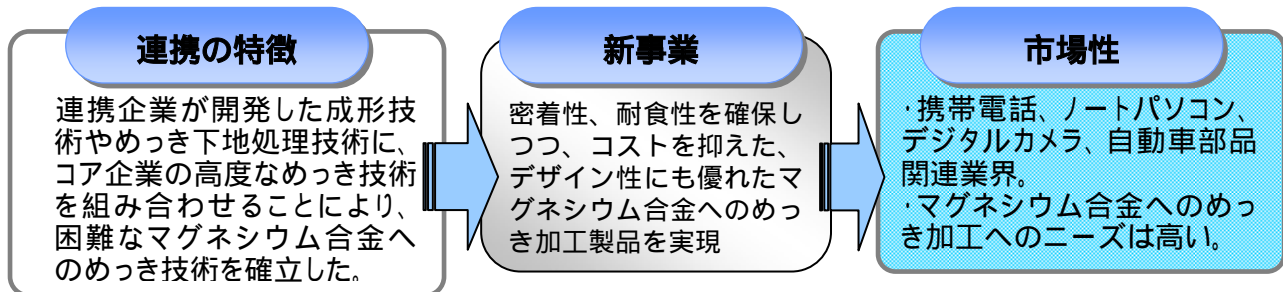 連携の特徴
連携企業が開発した成形技
術やめっき下地処理技術に、
コア企業の高度なめっき技術
を組み合わせることにより、
困難なマグネシウム合金へ
のめっき技術を確立した。
新事業
密着性、耐食性を確保し
つつ、コストを抑えた、
デザイン性にも優れたマ
グネシウム合金へのめっ
き加工製品を実現
市場性
・携帯電話、ノートパソコン、
デジタルカメラ、自動車部品
関連業界。
・マグネシウム合金へのめっ
き加工へのニーズは高い。